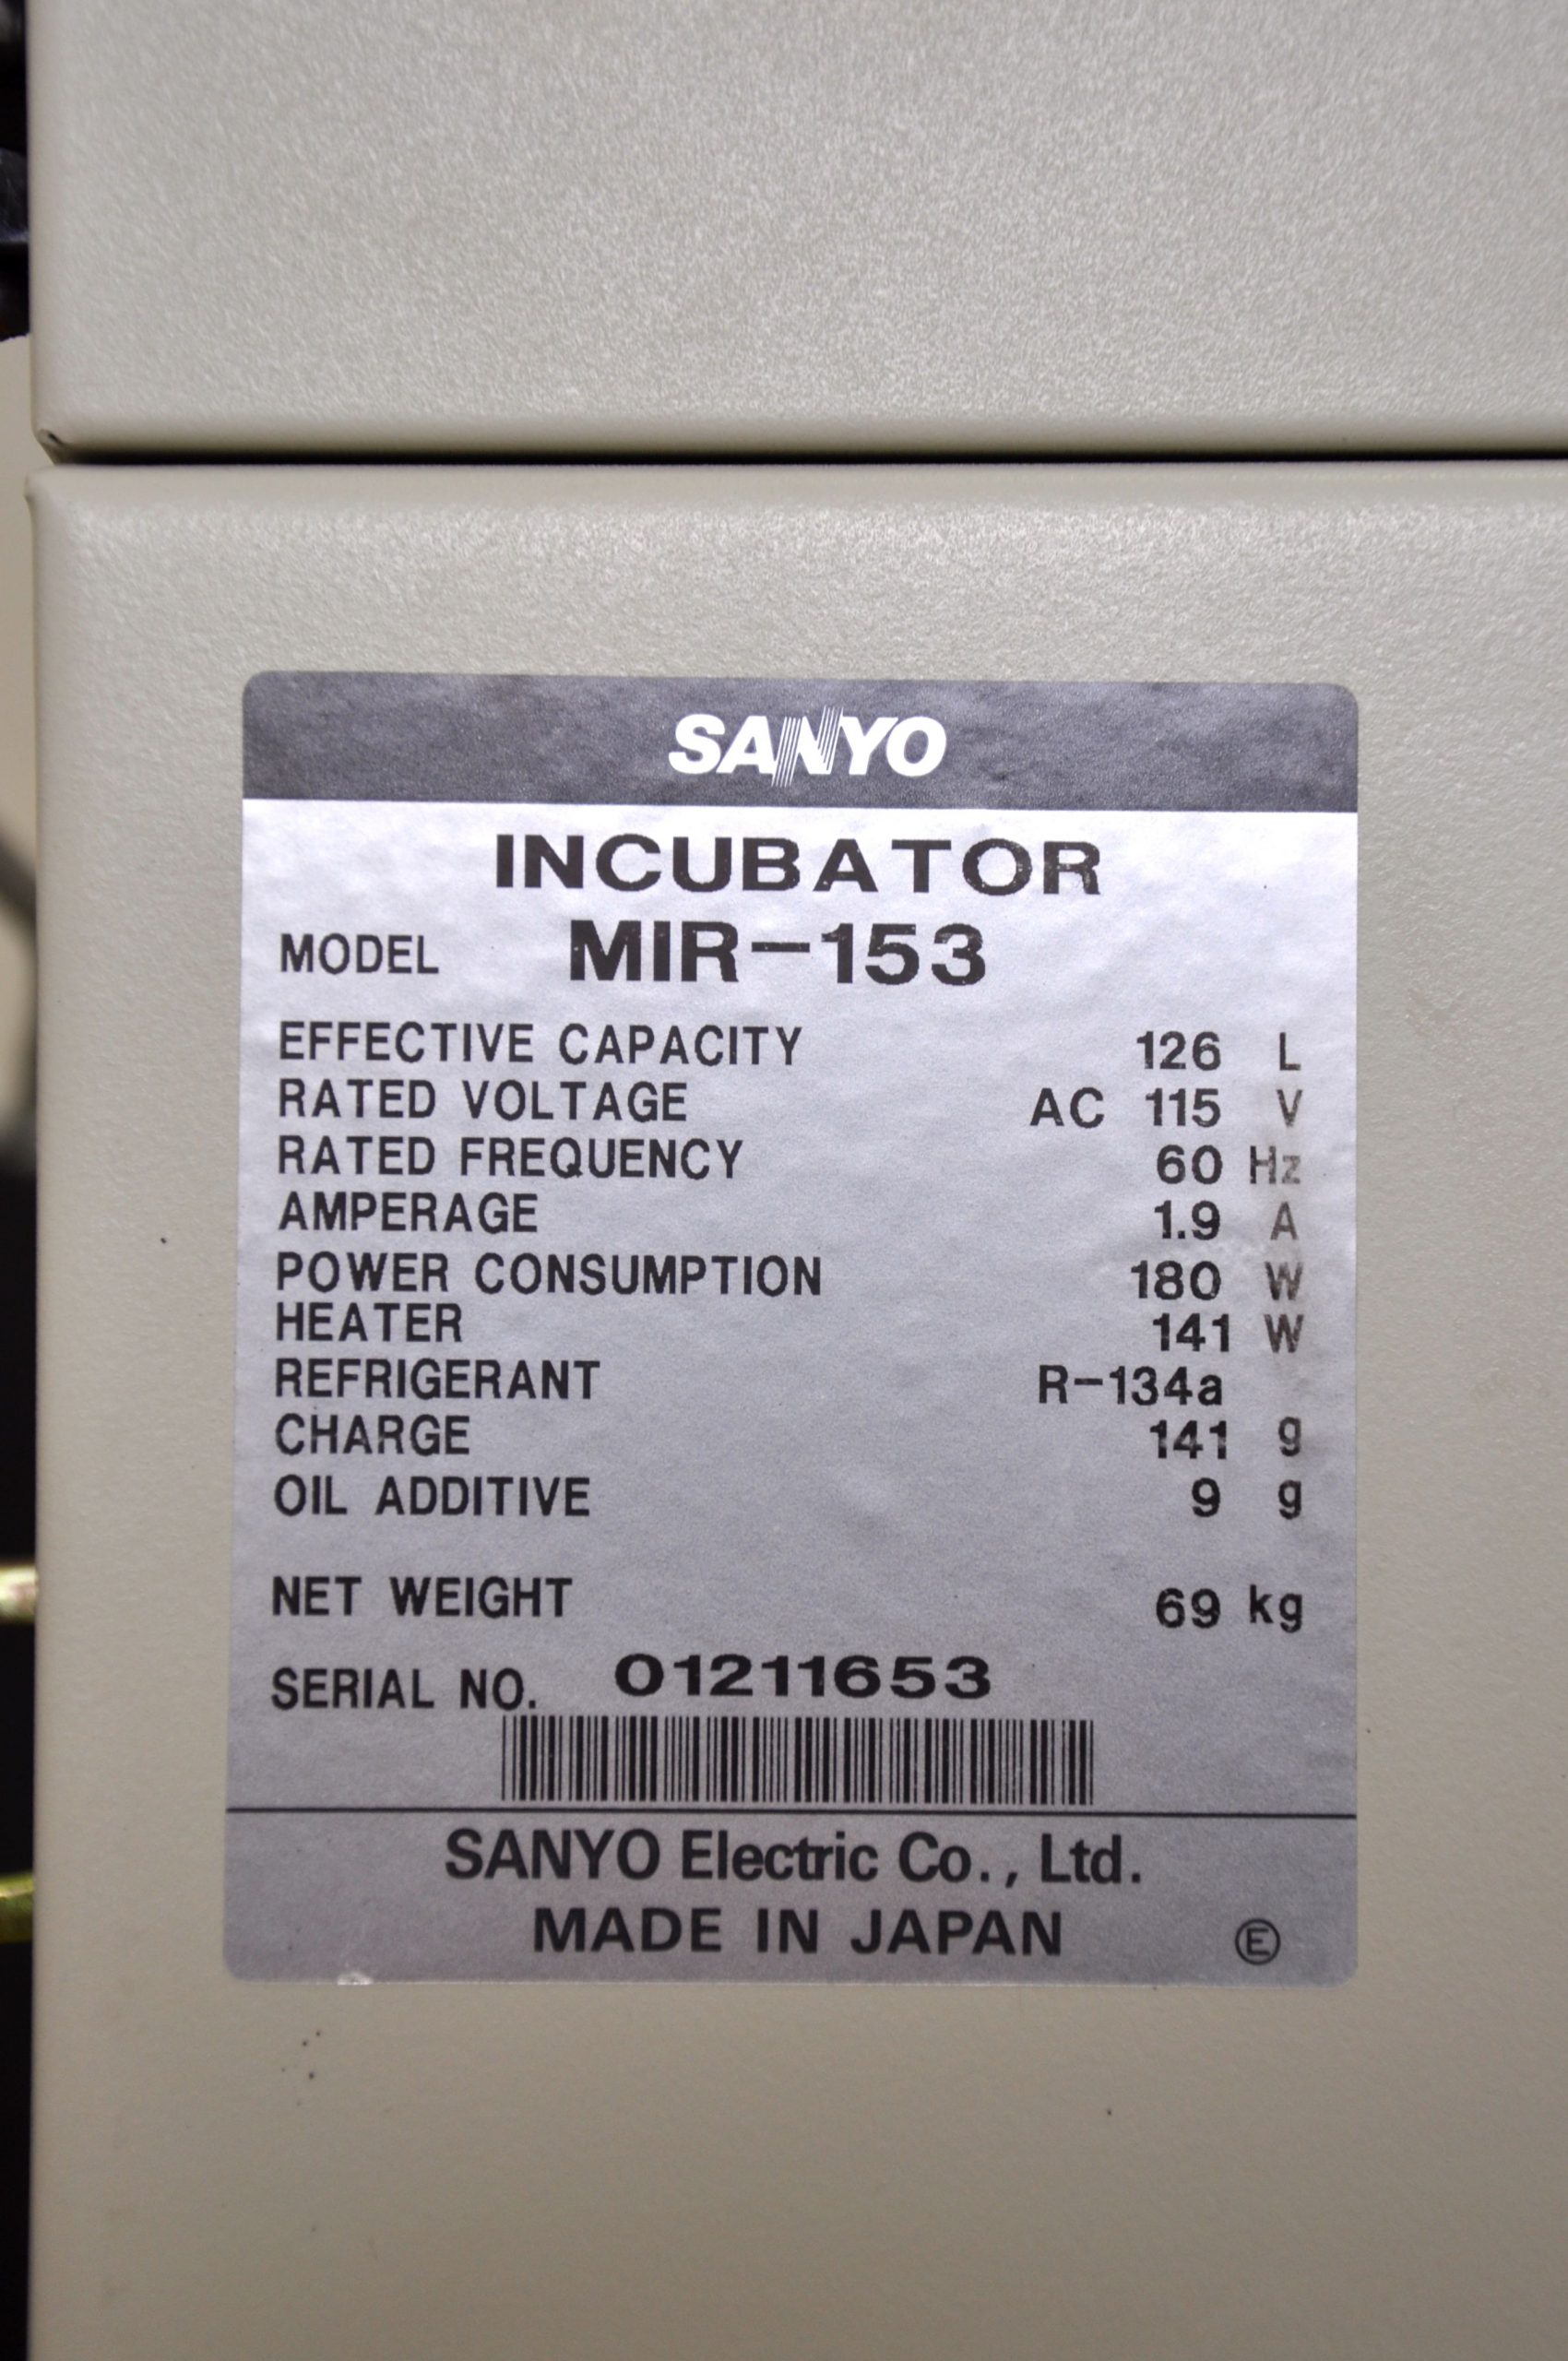 SANYO
INCUBATOR
MODEL MIR-153
EFFECTIVE CAPACITY 126 L
RATED VOLTAGE AC 115 V
RATED FREQUENCY 60 Hz
AMPERAGE 1.9 A
POWER CONSUMPTION 180 W
HEATER 141 W
REFRIGERANT R-134a
CHARGE 141 g
OIL ADDITIVE 9 g
NET WEIGHT 69 kg
SERIAL NO. 01211653
SANYO Electric Co., Ltd.
MADE IN JAPAN Ⓔ